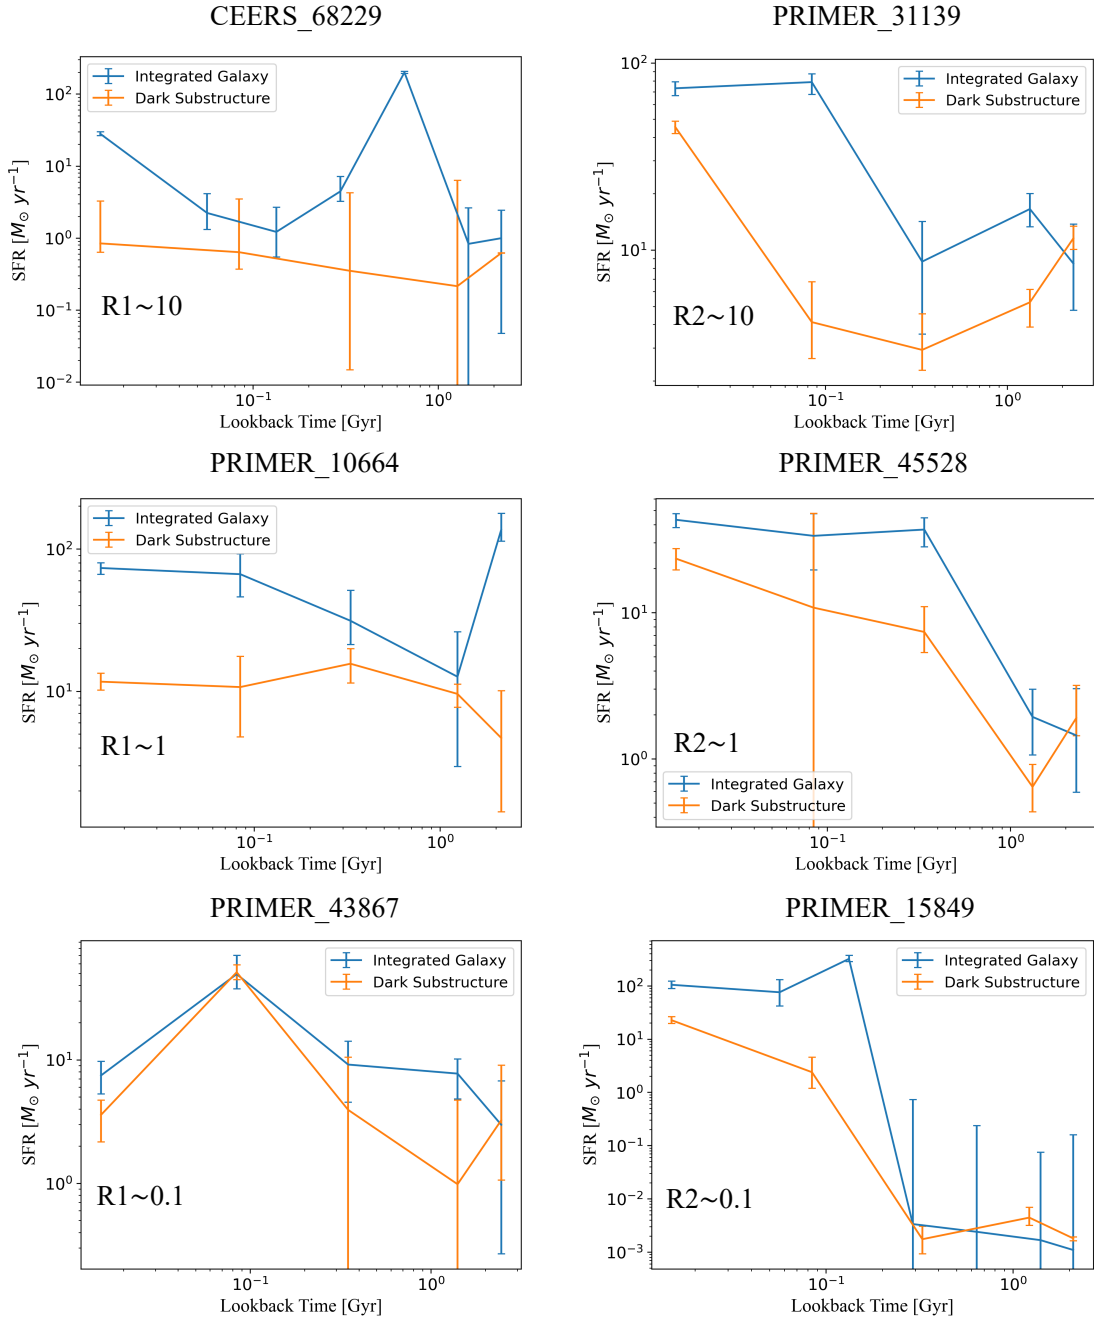 CEERS_68229
Integrated Galaxy
Dark Substructure
10² 10¹ 10⁰ 10⁻¹ 10⁻²
SFR [M⊙ yr⁻¹]
R1~10
10⁻¹ 10⁰
Lookback Time [Gyr]
PRIMER_31139
Integrated Galaxy
Dark Substructure
10² 10¹
SFR [M⊙ yr⁻¹]
R2~10
10⁻¹ 10⁰
Lookback Time [Gyr]
PRIMER_10664
Integrated Galaxy
Dark Substructure
10² 10¹
SFR [M⊙ yr⁻¹]
R1~1
10⁻¹ 10⁰
Lookback Time [Gyr]
PRIMER_45528
10¹ 10⁰
SFR [M⊙ yr⁻¹]
R2~1
Integrated Galaxy
Dark Substructure
10⁻¹ 10⁰
Lookback Time [Gyr]
PRIMER_43867
Integrated Galaxy
Dark Substructure
10¹ 10⁰
SFR [M⊙ yr⁻¹]
R1~0.1
10⁻¹ 10⁰
Lookback Time [Gyr]
PRIMER_15849
Integrated Galaxy
Dark Substructure
10² 10¹ 10⁰ 10⁻¹ 10⁻² 10⁻³
SFR [M⊙ yr⁻¹]
R2~0.1
10⁻¹ 10⁰
Lookback Time [Gyr]